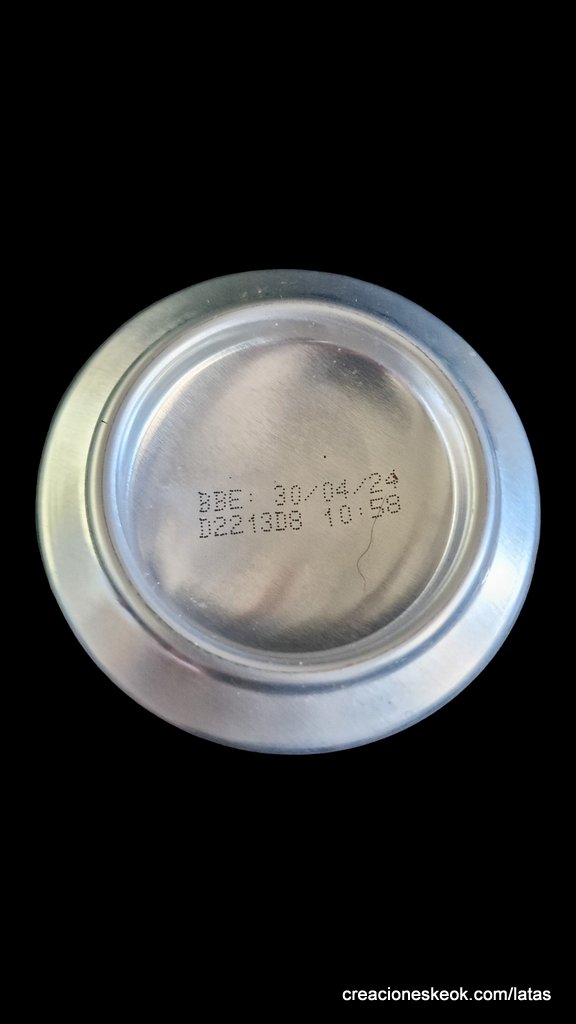 BBE: 30/04/24
D2213D8 10:58
creacioneskeok.com/latas